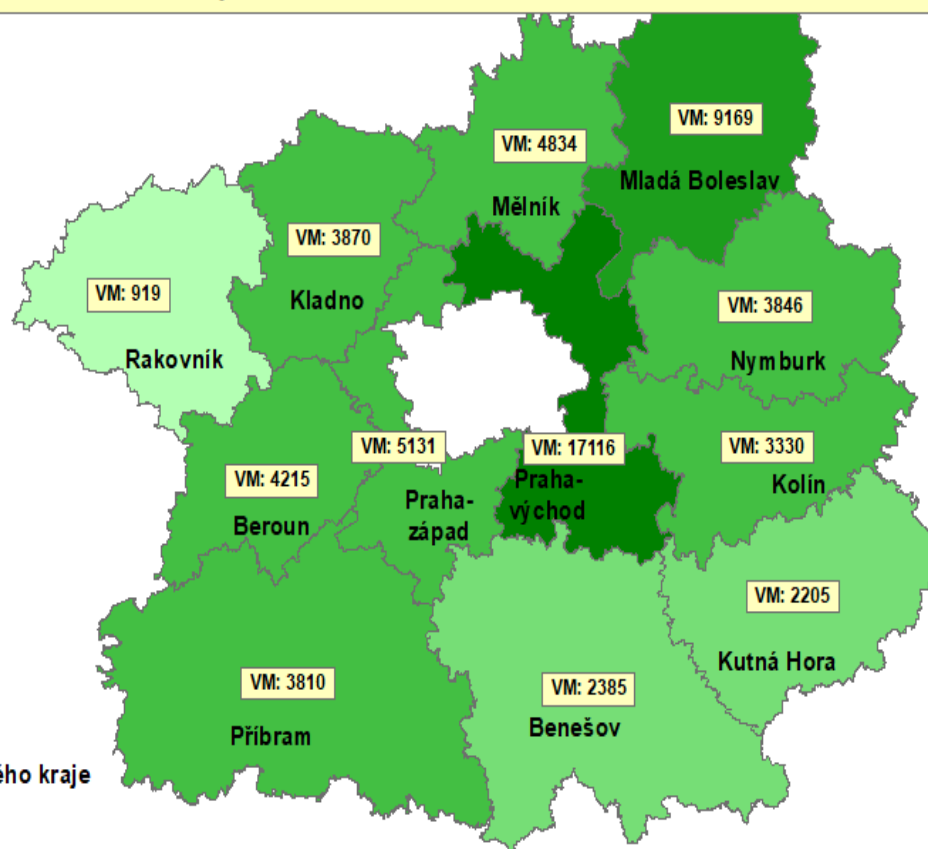 VM: 9169
Mladá Boleslav
VM: 4834
Mělník
VM: 3870
Kladno
VM: 919
Rakovník
VM: 3846
Nymburk
VM: 5131
Praha-
západ
VM: 17116
Praha-
východ
VM: 3330
Kolín
VM: 4215
Beroun
VM: 2205
Kutná Hora
VM: 3810
Příbram
VM: 2385
Benešov
ého kraje